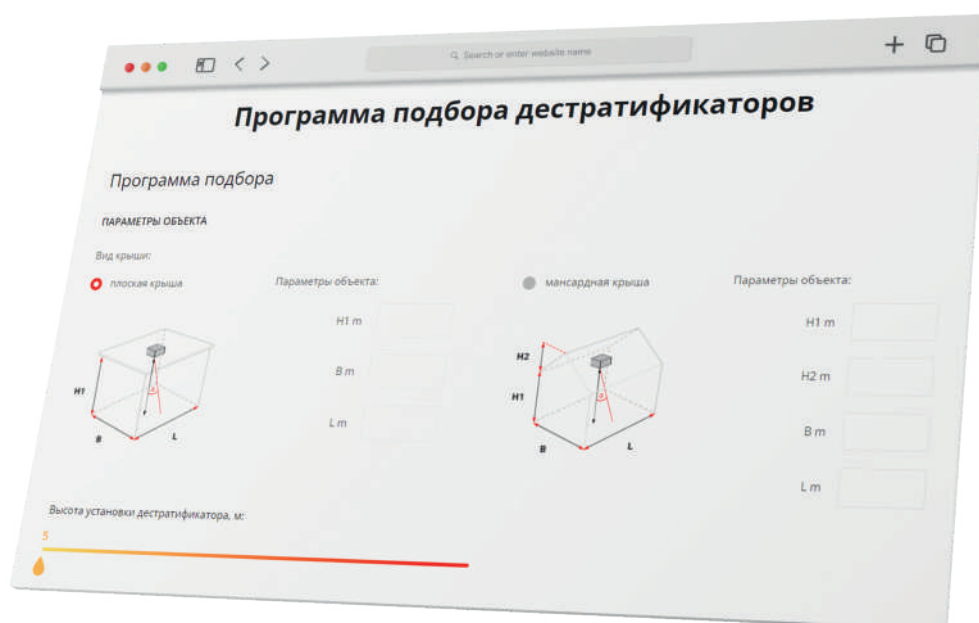 Search or enter website name
Программа подбора дестратификаторов
Программа подбора
ПАРАМЕТРЫ ОБЪЕКТА
Вид крыши:
плоская крыша
Параметры объекта:
H1 m
B m
L m
H1
B
L
мансардная крыша
Параметры объекта:
H1 m
H2 m
B m
L m
H2
H1
B
L
Высота установки дестратификатора, м:
5